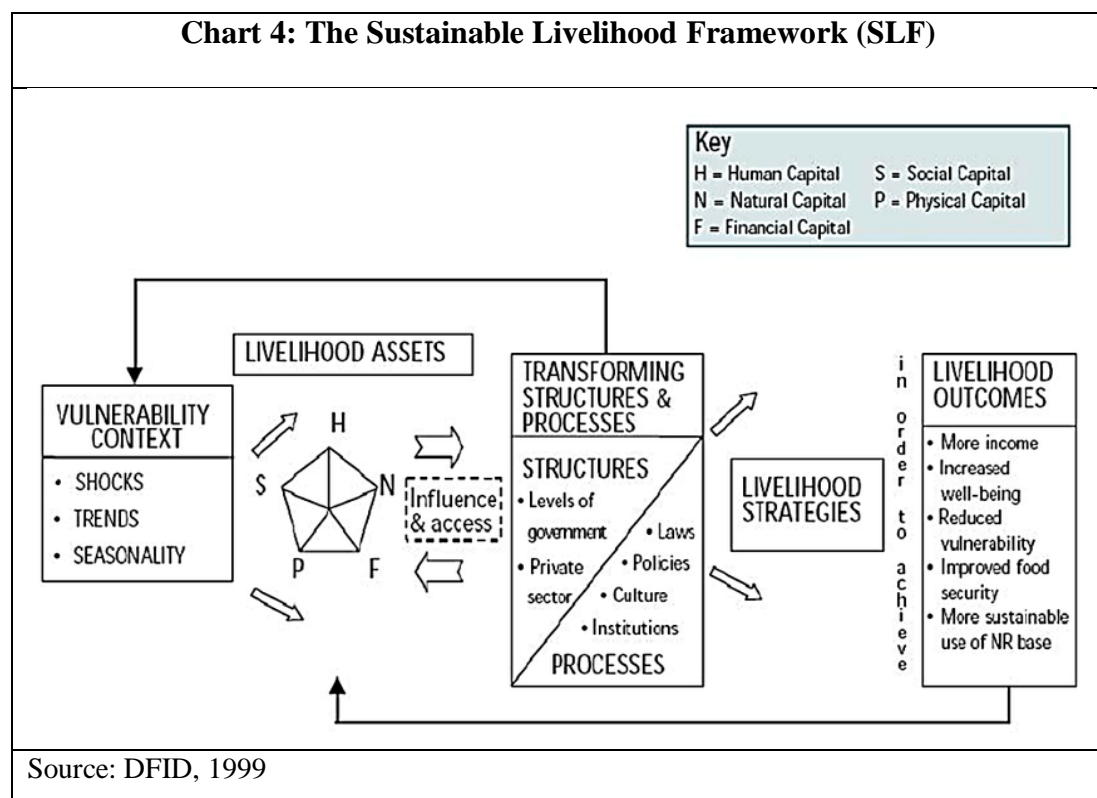 Chart 4: The Sustainable Livelihood Framework (SLF)
Key
H = Human Capital S = Social Capital
N = Natural Capital P = Physical Capital
F = Financial Capital
LIVELIHOOD ASSETS
VULNERABILITY
CONTEXT
• SHOCKS
• TRENDS
• SEASONALITY
H
S
N
P
F
Influence
& access
TRANSFORMING
STRUCTURES &
PROCESSES
STRUCTURES
• Levels of
government
• Private
sector
• Laws
• Policies
• Culture
• Institutions
PROCESSES
LIVELIHOOD
STRATEGIES
in order to achieve
LIVELIHOOD
OUTCOMES
• More income
• Increased
well-being
• Reduced
vulnerability
• Improved food
security
• More sustainable
use of NR base
Source: DFID, 1999